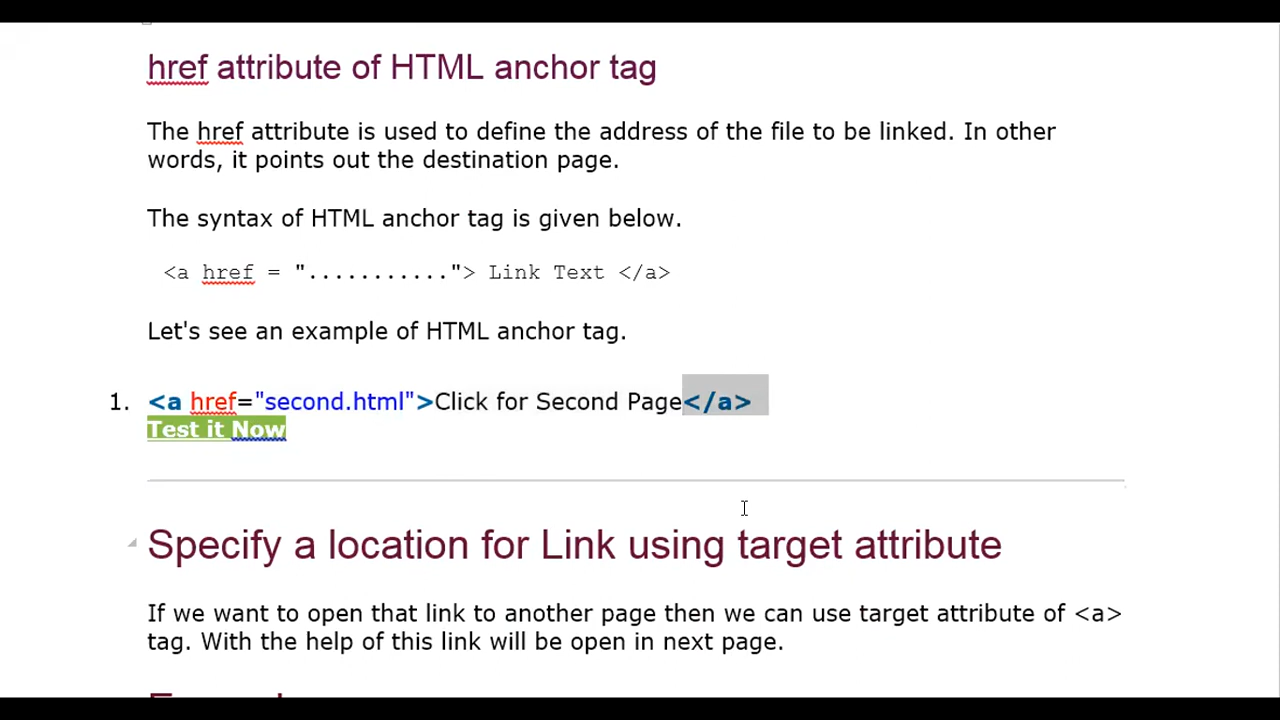 href attribute of HTML anchor tag
The href attribute is used to define the address of the file to be linked. In other
words, it points out the destination page.
The syntax of HTML anchor tag is given below.
<a href = "..........."> Link Text </a>
Let's see an example of HTML anchor tag.
1. <a href="second.html">Click for Second Page</a>
Test it Now
Specify a location for Link using target attribute
If we want to open that link to another page then we can use target attribute of <a>
tag. With the help of this link will be open in next page.